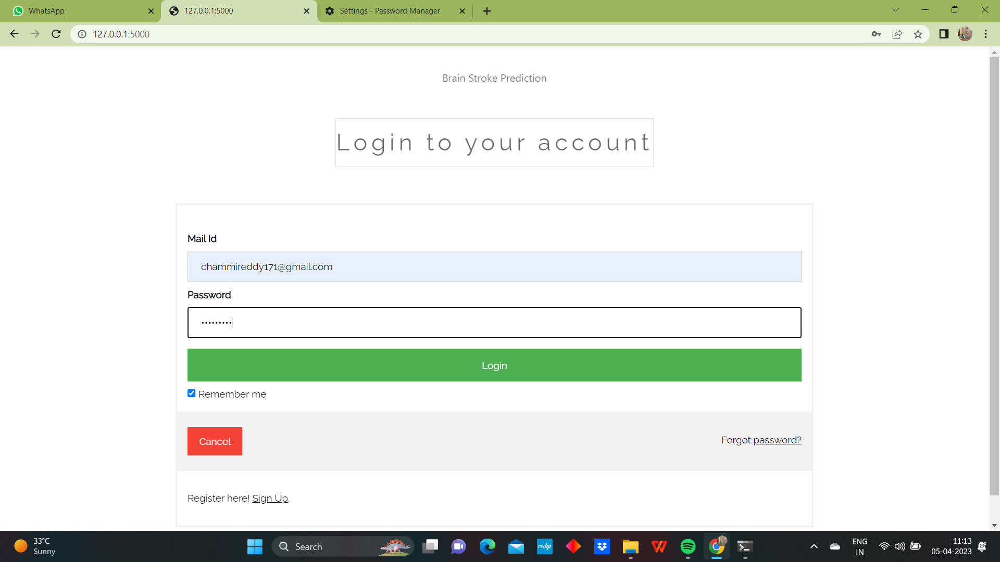 WhatsApp
127.0.0.1:5000
Settings - Password Manager
127.0.0.1:5000
Brain Stroke Prediction
Login to your account
Mail Id
chammireddy171@gmail.com
Password
•••••••••
Login
Remember me
Cancel
Forgot password?
Register here! Sign Up.
33°C
Sunny
Search
myhp
ENG
IN
11:13
05-04-2023